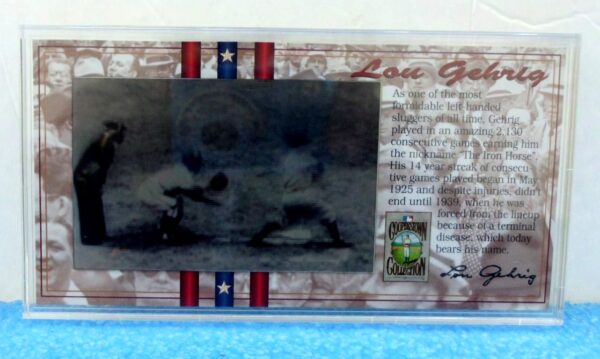 Lou Gehrig
As one of the most
formidable left-handed
sluggers of all time, Gehrig
played in an amazing 2,130
consecutive games earning him
the nickname "The Iron Horse".
His 14 year streak of consecu-
tive games played began in May
1925 and despite injuries, didn't
end until 1939, when he was
forced from the lineup
because of a terminal
disease, which today
bears his name.
COOPERSTOWN
COLLECTION
Lou Gehrig